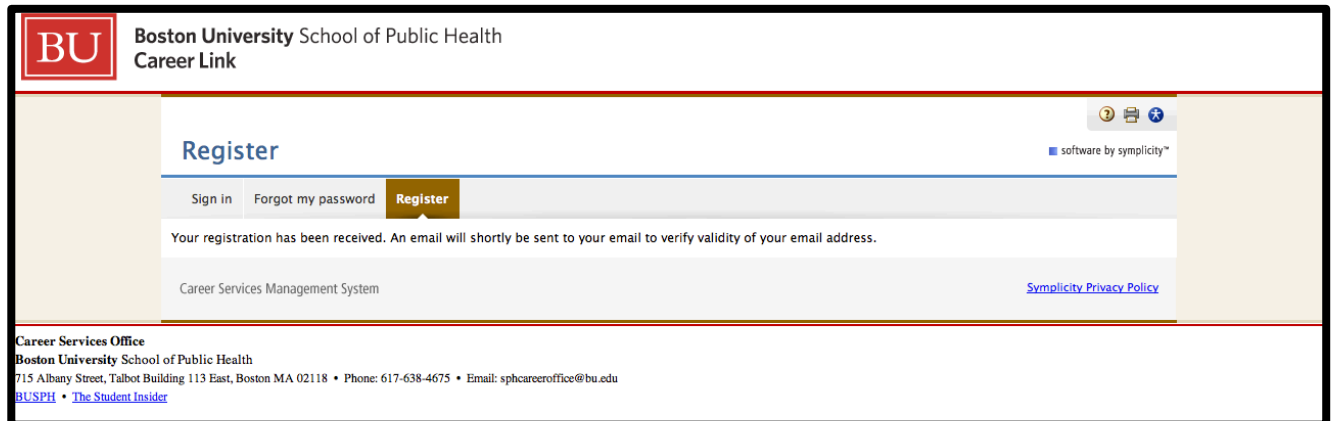 BU
Boston University School of Public Health
Career Link
Register
software by symplicity™
Sign in Forgot my password Register
Your registration has been received. An email will shortly be sent to your email to verify validity of your email address.
Career Services Management System Symplicity Privacy Policy
Career Services Office
Boston University School of Public Health
715 Albany Street, Talbot Building 113 East, Boston MA 02118 • Phone: 617-638-4675 • Email: sphcareeroffice@bu.edu
BUSPH • The Student Insider